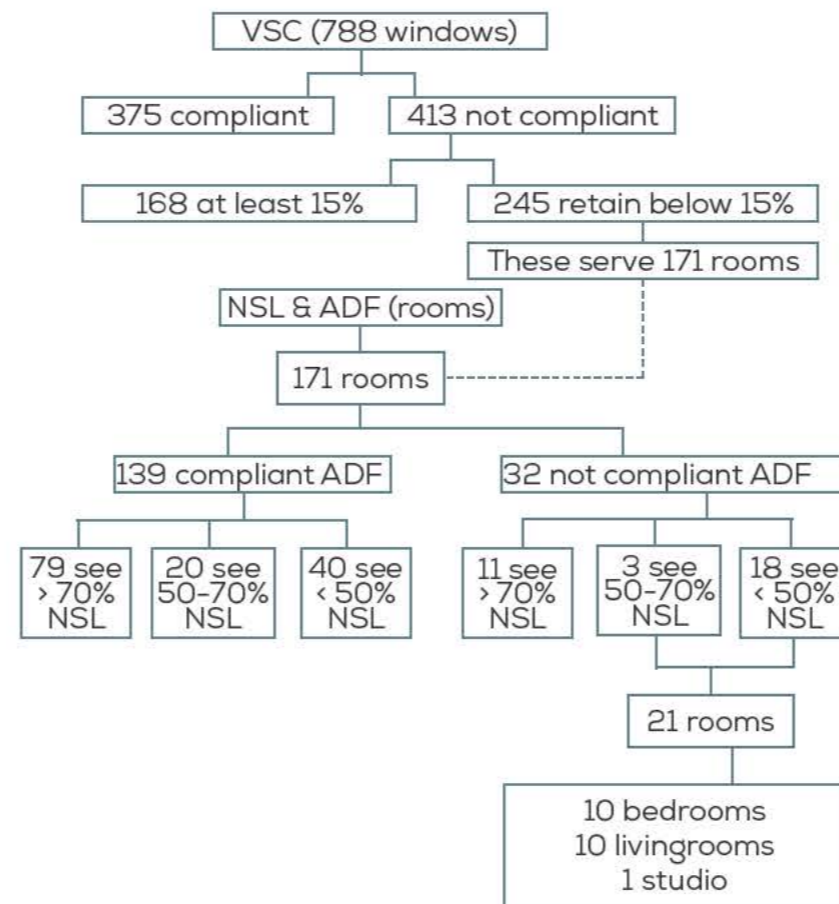 VSC (788 windows)
375 compliant
413 not compliant
168 at least 15%
245 retain below 15%
These serve 171 rooms
NSL & ADF (rooms)
171 rooms
139 compliant ADF
32 not compliant ADF
79 see
> 70%
NSL
20 see
50-70%
NSL
40 see
< 50%
NSL
11 see
> 70%
NSL
3 see
50-70%
NSL
18 see
< 50%
NSL
21 rooms
10 bedrooms
10 livingrooms
1 studio